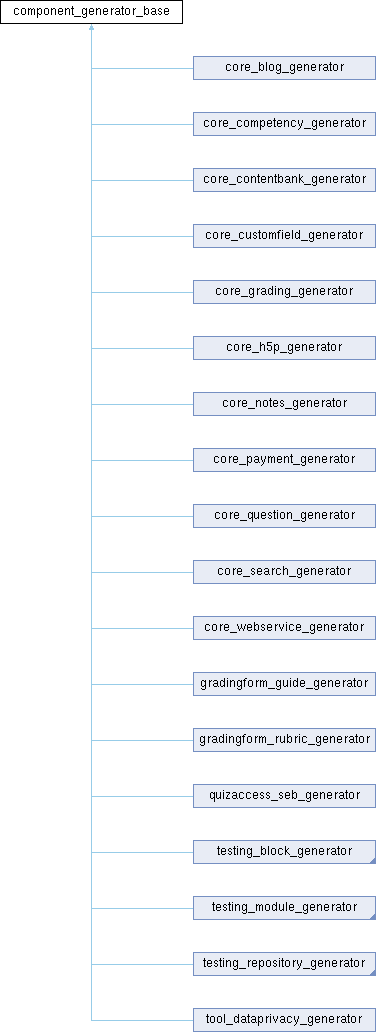 component_generator_base
core_blog_generator
core_competency_generator
core_contentbank_generator
core_customfield_generator
core_grading_generator
core_h5p_generator
core_notes_generator
core_payment_generator
core_question_generator
core_search_generator
core_webservice_generator
gradingform_guide_generator
gradingform_rubric_generator
quizaccess_seb_generator
testing_block_generator
testing_module_generator
testing_repository_generator
tool_dataprivacy_generator